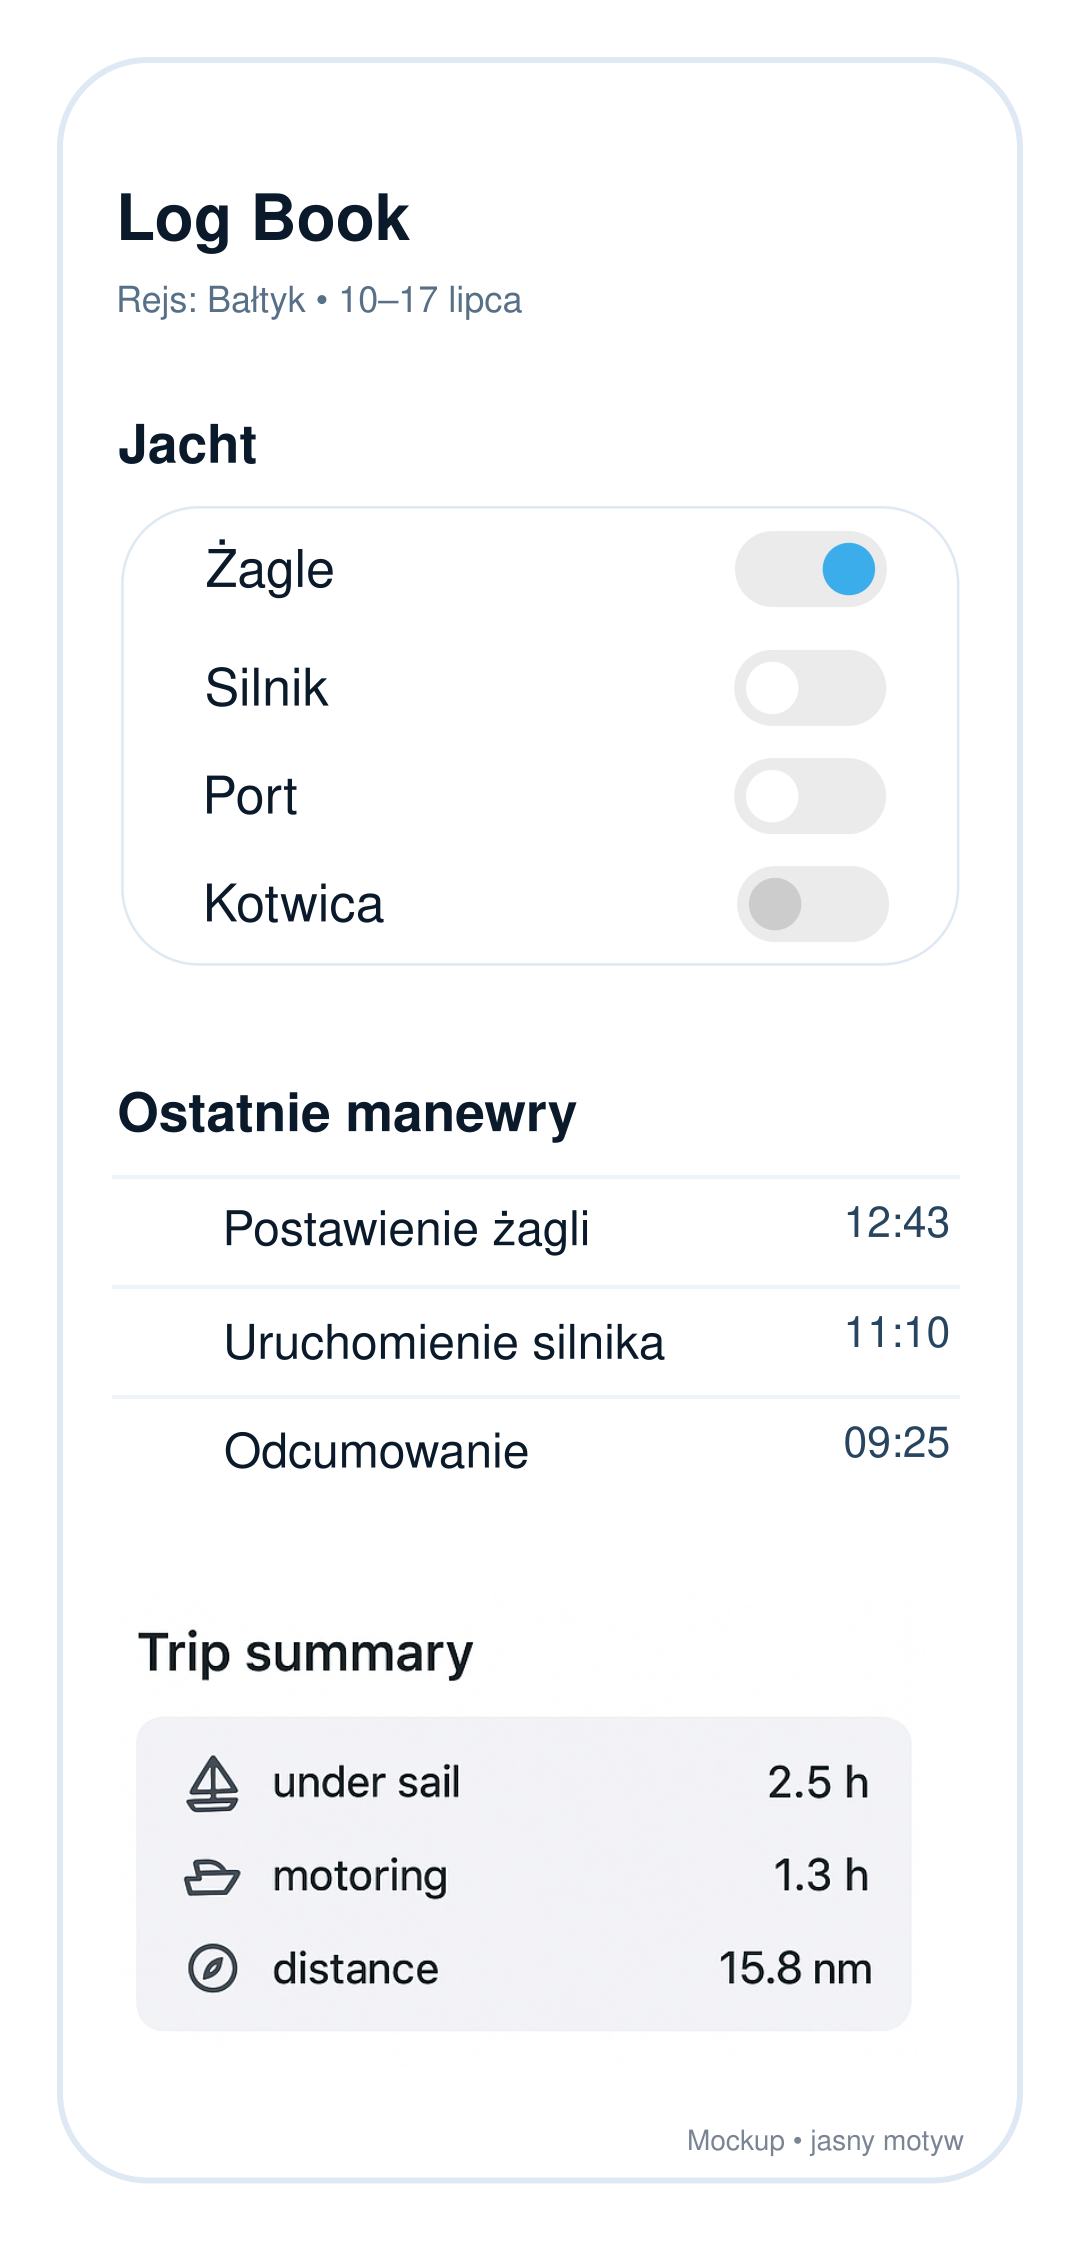 Log Book
Rejs: Bałtyk • 10–17 lipca
Jacht
Żagle
Silnik
Port
Kotwica
Ostatnie manewry
Postawienie żagli 12:43
Uruchomienie silnika 11:10
Odcumowanie 09:25
Trip summary
under sail 2.5 h
motoring 1.3 h
distance 15.8 nm
Mockup • jasny motyw